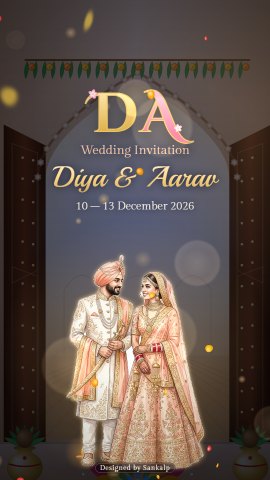 DA
Wedding Invitation
Diya & Aarav
10 — 13 December 2026
Designed by Sankalp